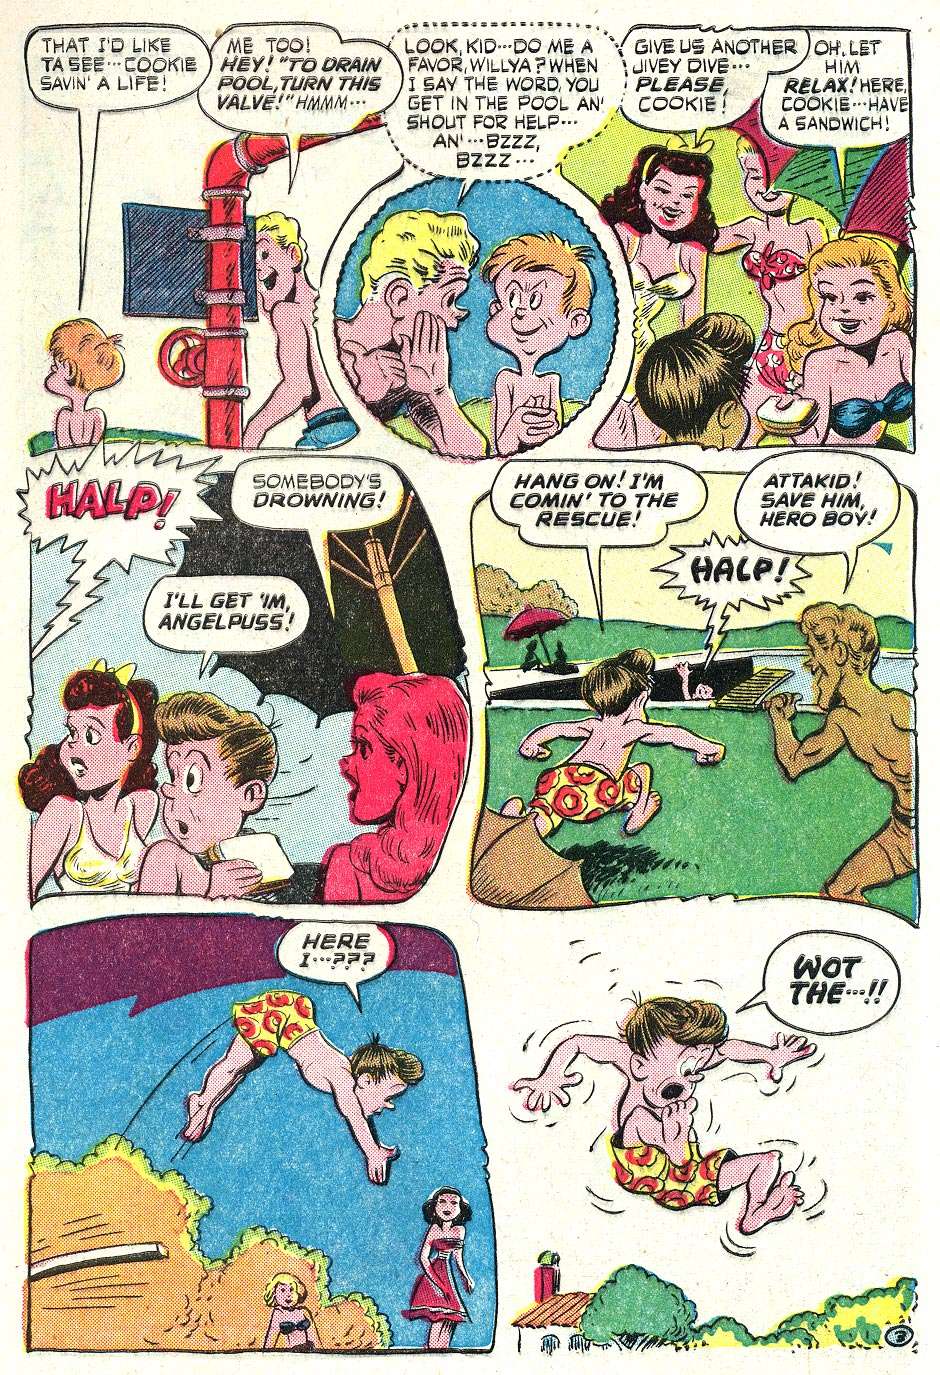 THAT I'D LIKE
TA SEE··· COOKIE
SAVIN' A LIFE!
ME TOO!
HEY! "TO DRAIN
POOL, TURN THIS
VALVE!" HMMM···
LOOK, KID··· DO ME A
FAVOR, WILLYA? WHEN
I SAY THE WORD, YOU
GET IN THE POOL AN'
SHOUT FOR HELP···
AN'··· BZZZ,
BZZZ···
GIVE US ANOTHER
JIVEY DIVE···
PLEASE,
COOKIE!
OH, LET
HIM
RELAX! HERE,
COOKIE··· HAVE
A SANDWICH!
HALP!
SOMEBODY'S
DROWNING!
I'LL GET 'IM,
ANGELPUSS!
HANG ON! I'M
COMIN' TO THE
RESCUE!
HALP!
ATTAKID!
SAVE HIM,
HERO BOY!
HERE
I···???
WOT
THE···!!